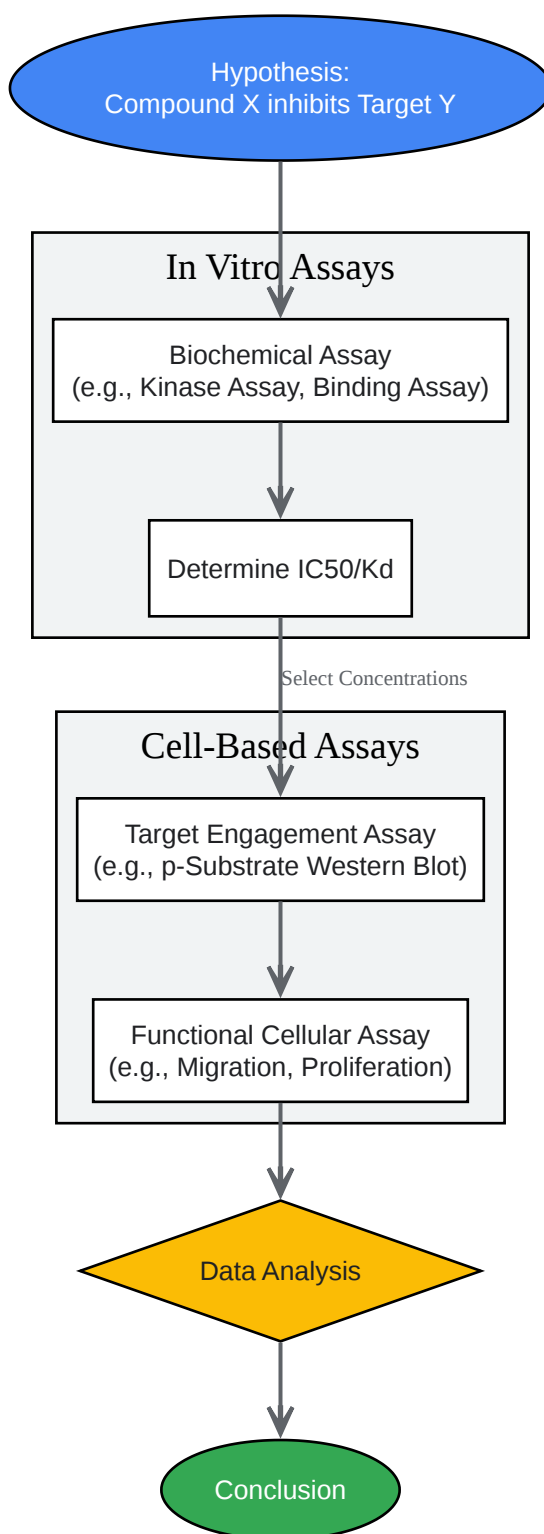 Hypothesis:
Compound X inhibits Target Y
In Vitro Assays
Biochemical Assay
(e.g., Kinase Assay, Binding Assay)
Determine IC50/Kd
Select Concentrations
Cell-Based Assays
Target Engagement Assay
(e.g., p-Substrate Western Blot)
Functional Cellular Assay
(e.g., Migration, Proliferation)
Data Analysis
Conclusion